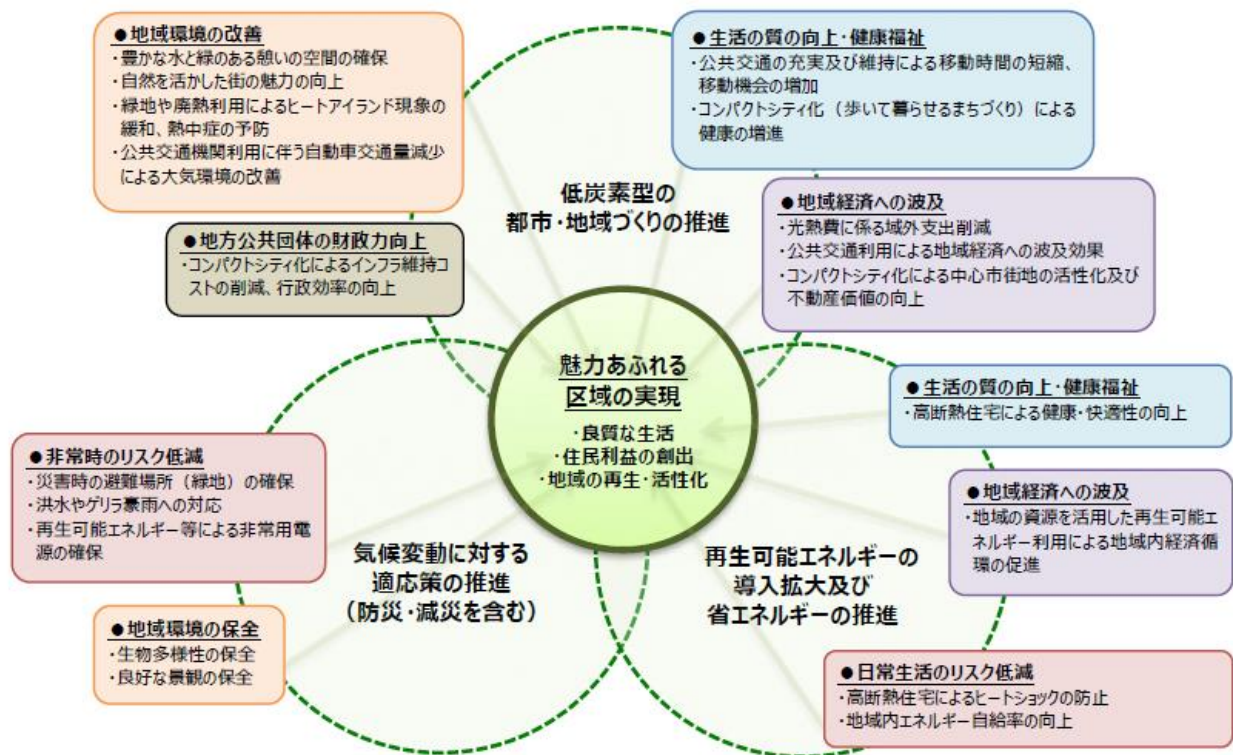 ●地域環境の改善
・豊かな水と緑のある憩いの空間の確保
・自然を活かした街の魅力の向上
・緑地や廃熱利用によるヒートアイランド現象の
緩和、熱中症の予防
・公共交通機関利用に伴う自動車交通量減少
による大気環境の改善
●生活の質の向上・健康福祉
・公共交通の充実及び維持による移動時間の短縮、
移動機会の増加
・コンパクトシティ化（歩いて暮らせるまちづくり）による
健康の増進
低炭素型の
都市・地域づくりの推進
●地方公共団体の財政力向上
・コンパクトシティ化によるインフラ維持コ
ストの削減、行政効率の向上
●地域経済への波及
・光熱費に係る域外支出削減
・公共交通利用による地域経済への波及効果
・コンパクトシティ化による中心市街地の活性化及び
不動産価値の向上
魅力あふれる
区域の実現
・良質な生活
・住民利益の創出
・地域の再生・活性化
●生活の質の向上・健康福祉
・高断熱住宅による健康・快適性の向上
●非常時のリスク低減
・災害時の避難場所（緑地）の確保
・洪水やゲリラ豪雨への対応
・再生可能エネルギー等による非常用電
源の確保
●地域経済への波及
・地域の資源を活用した再生可能エ
ネルギー利用による地域内経済循
環の促進
気候変動に対する
適応策の推進
（防災・減災を含む）
再生可能エネルギーの
導入拡大及び
省エネルギーの推進
●地域環境の保全
・生物多様性の保全
・良好な景観の保全
●日常生活のリスク低減
・高断熱住宅によるヒートショックの防止
・地域内エネルギー自給率の向上